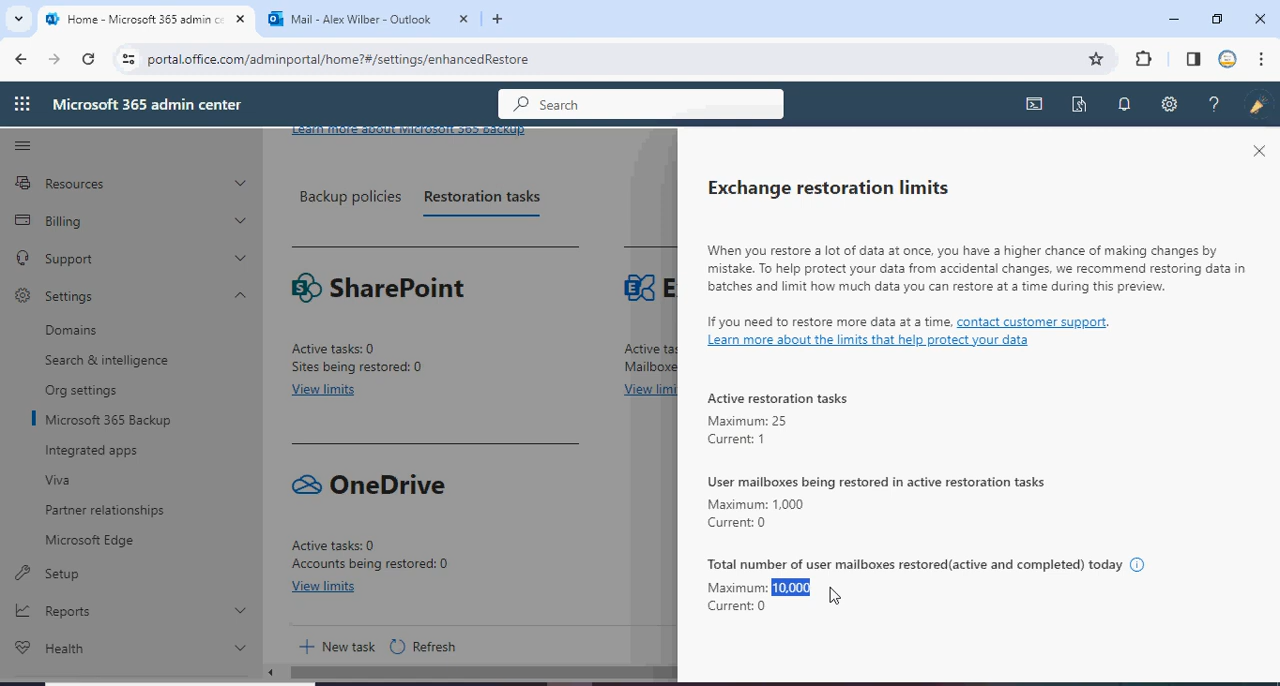 Home - Microsoft 365 admin ce
Mail - Alex Wilber - Outlook
portal.office.com/adminportal/home?#/settings/enhancedRestore
Microsoft 365 admin center
Search
Resources
Billing
Support
Settings
Domains
Search & intelligence
Org settings
Microsoft 365 Backup
Integrated apps
Viva
Partner relationships
Microsoft Edge
Setup
Reports
Health
Learn more about Microsoft 365 Backup
Backup policies
Restoration tasks
SharePoint
Active tasks: 0
Sites being restored: 0
View limits
E
Active ta
Mailboxe
View limi
OneDrive
Active tasks: 0
Accounts being restored: 0
View limits
New task
Refresh
Exchange restoration limits
When you restore a lot of data at once, you have a higher chance of making changes by
mistake. To help protect your data from accidental changes, we recommend restoring data in
batches and limit how much data you can restore at a time during this preview.
If you need to restore more data at a time, contact customer support.
Learn more about the limits that help protect your data
Active restoration tasks
Maximum: 25
Current: 1
User mailboxes being restored in active restoration tasks
Maximum: 1,000
Current: 0
Total number of user mailboxes restored(active and completed) today
Maximum: 10,000
Current: 0